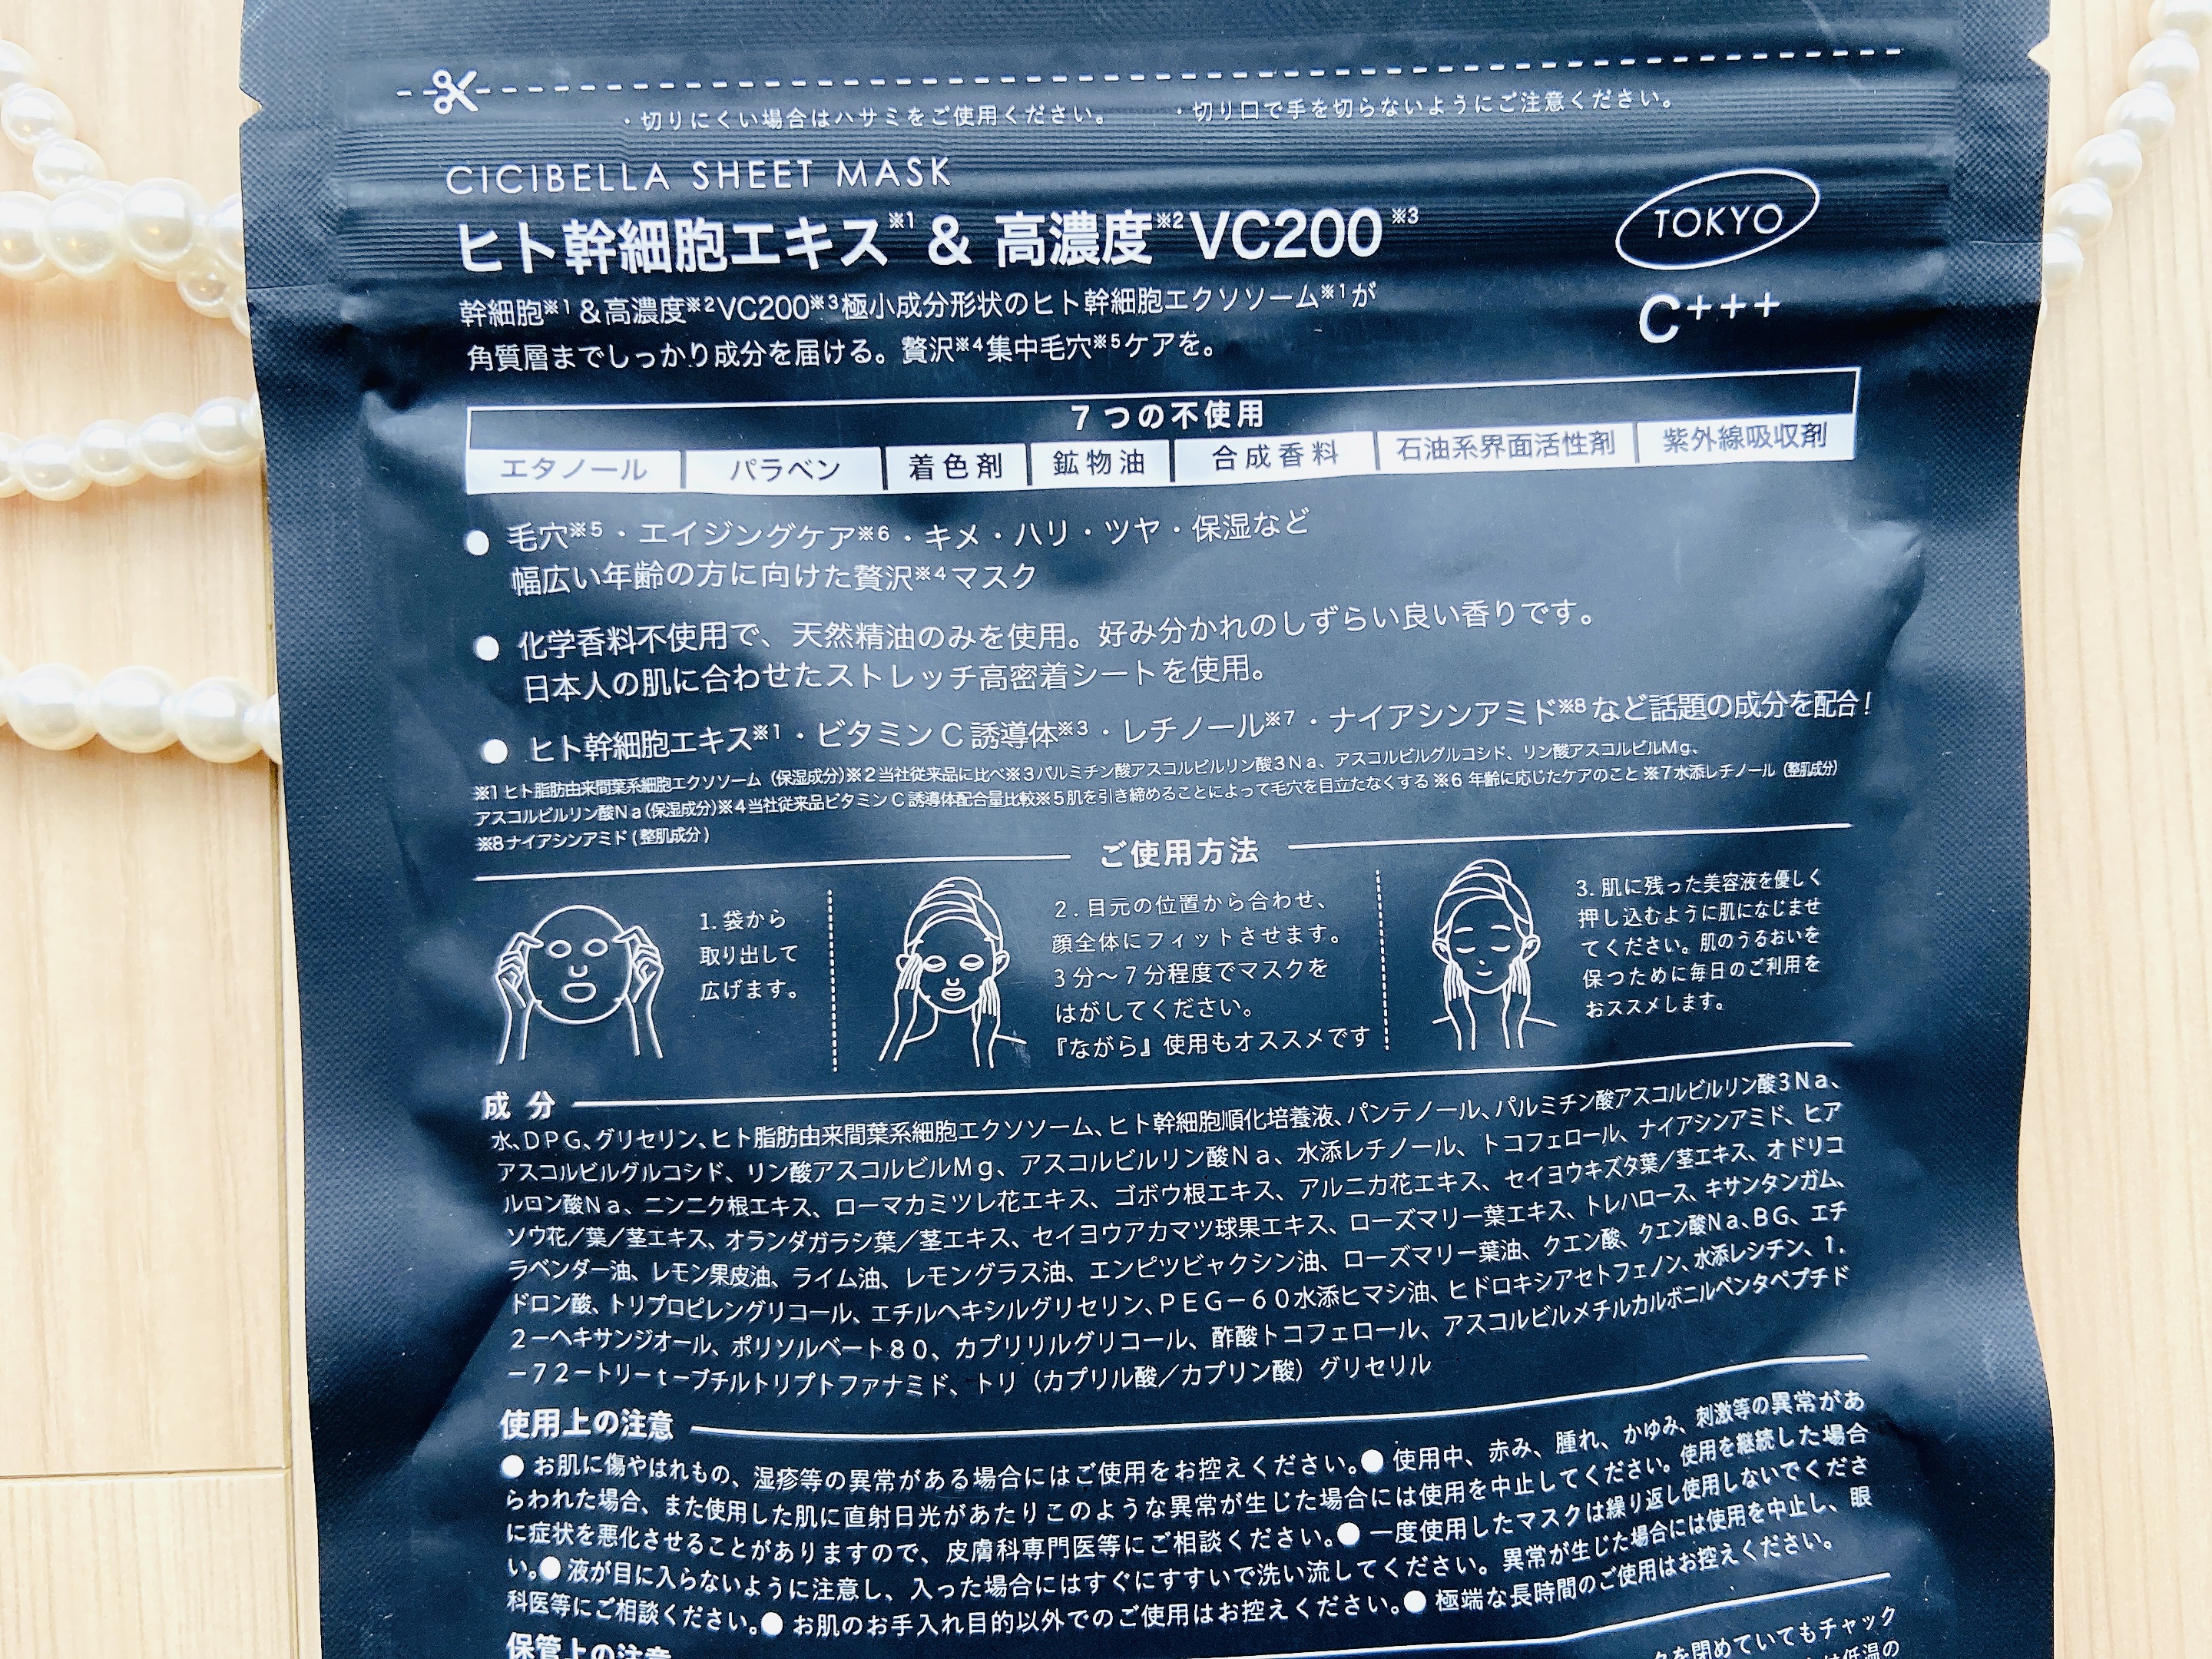 ・切りにくい場合はハサミをご使用ください。　・切り口で手を切らないようにご注意ください。
CICIBELLA SHEET MASK
ヒト幹細胞エキス※1 & 高濃度※2VC200※3
TOKYO
C+++
幹細胞※1&高濃度※2VC200※3極小成分形状のヒト幹細胞エクソソーム※1が
角質層までしっかり成分を届ける。贅沢※4集中毛穴※5ケアを。
7つの不使用
エタノール パラベン 着色剤 鉱物油 合成香料 石油系界面活性剤 紫外線吸収剤
● 毛穴※5・エイジングケア※6・キメ・ハリ・ツヤ・保湿など
幅広い年齢の方に向けた贅沢※4マスク
● 化学香料不使用で、天然精油のみを使用。好み分かれのしずらい良い香りです。
日本人の肌に合わせたストレッチ高密着シートを使用。
● ヒト幹細胞エキス※1・ビタミンC誘導体※3・レチノール※7・ナイアシンアミド※8など話題の成分を配合!
※1ヒト脂肪由来間葉系細胞エクソソーム（保湿成分)※2当社従来品に比べ※3パルミチン酸アスコルビルリン酸3Na、アスコルビルグルコシド、リン酸アスコルビルMg、
アスコルビルリン酸Na(保湿成分)※4当社従来品ビタミンC誘導体配合量比較※5肌を引き締めることによって毛穴を目立たなくする※6 年齢に応じたケアのこと※7水添レチノール（整肌成分)
※8ナイアシンアミド(整肌成分)
ご使用方法
1. 袋から
取り出して
広げます。
2.目元の位置から合わせ、
顔全体にフィットさせます。
3分〜7分程度でマスクを
はがしてください。
『ながら』使用もオススメです
3. 肌に残った美容液を優しく
押し込むように肌になじませ
てください。肌のうるおいを
保つために毎日のご利用を
おススメします。
成分
水、DPG、グリセリン、ヒト脂肪由来間葉系細胞エクソソーム、ヒト幹細胞順化培養液、パンテノール、パルミチン酸アスコルビルリン酸3Na、
アスコルビルグルコシド、リン酸アスコルビルMg、アスコルビルリン酸Na、水添レチノール、トコフェロール、ナイアシンアミド、ヒア
ルロン酸Na、ニンニク根エキス、ローマカミツレ花エキス、ゴボウ根エキス、アルニカ花エキス、セイヨウキズタ葉／茎エキス、オドリコ
ソウ花／葉／茎エキス、オランダガラシ葉／茎エキス、セイヨウアカマツ球果エキス、ローズマリー葉エキス、トレハロース、キサンタンガム、
ラベンダー油、レモン果皮油、ライム油、レモングラス油、エンピツビャクシン油、ローズマリー葉油、クエン酸、クエン酸Na、BG、エチ
ドロン酸、トリプロピレングリコール、エチルヘキシルグリセリン、PEG－60水添ヒマシ油、ヒドロキシアセトフェノン、水添レシチン、1.
2－ヘキサンジオール、ポリソルベート80、カプリリルグリコール、酢酸トコフェロール、アスコルビルメチルカルボニルペンタペプチド
－72－トリ－t－ブチルトリプトファナミド、トリ（カプリル酸／カプリン酸）グリセリル
使用上の注意
●お肌に傷やはれもの、湿疹等の異常がある場合にはご使用をお控えください。●使用中、赤み、腫れ、かゆみ、刺激等の異常があ
らわれた場合、また使用した肌に直射日光があたりこのような異常が生じた場合には使用を中止してください。使用を継続した場合
に症状を悪化させることがありますので、皮膚科専門医等にご相談ください。●一度使用したマスクは繰り返し使用しないでくださ
い。●液が目に入らないように注意し、入った場合にはすぐにすすいで洗い流してください。異常が生じた場合には使用を中止し、眼
科医等にご相談ください。●お肌のお手入れ目的以外でのご使用はお控えください。●極端な長時間のご使用はお控えください。
保管上の注意
を閉めていてもチャック
低温の